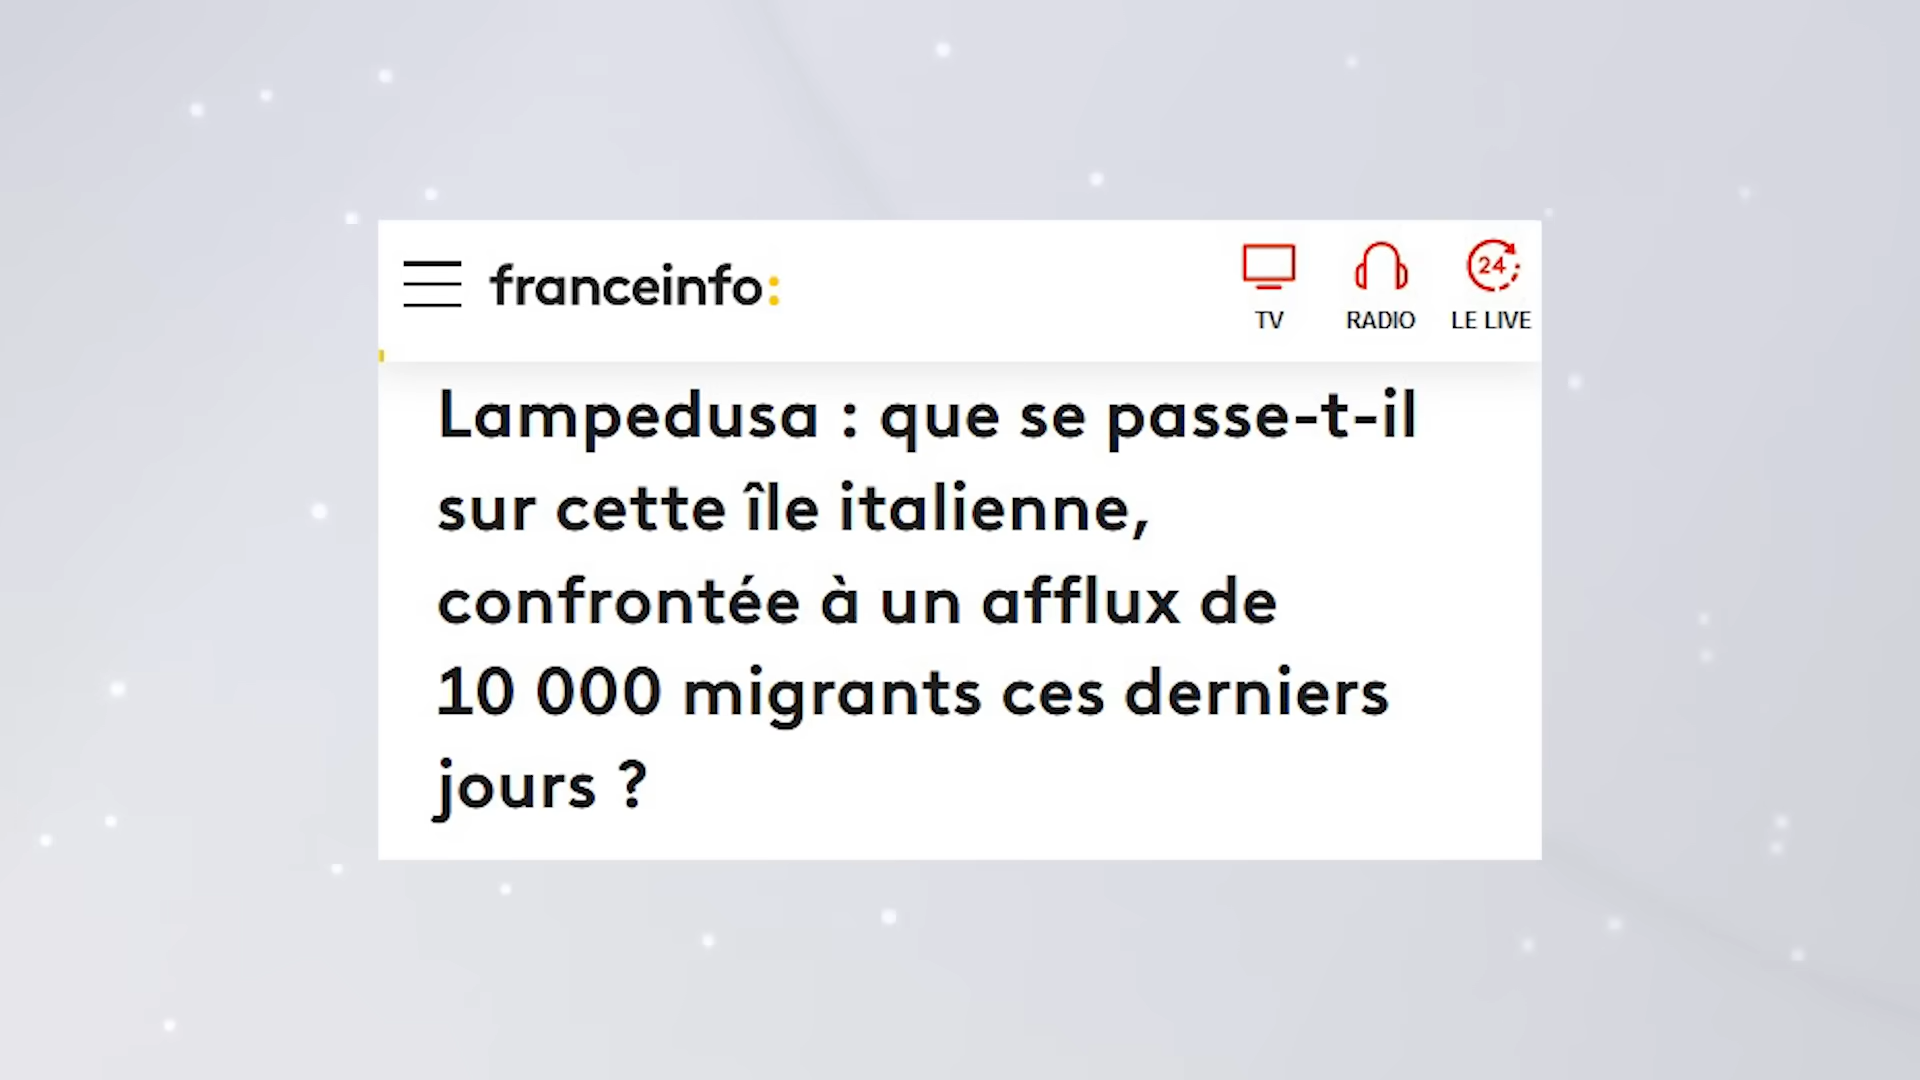 franceinfo:
TV
RADIO
24
LE LIVE
Lampedusa : que se passe-t-il
sur cette île italienne,
confrontée à un afflux de
10 000 migrants ces derniers
jours ?